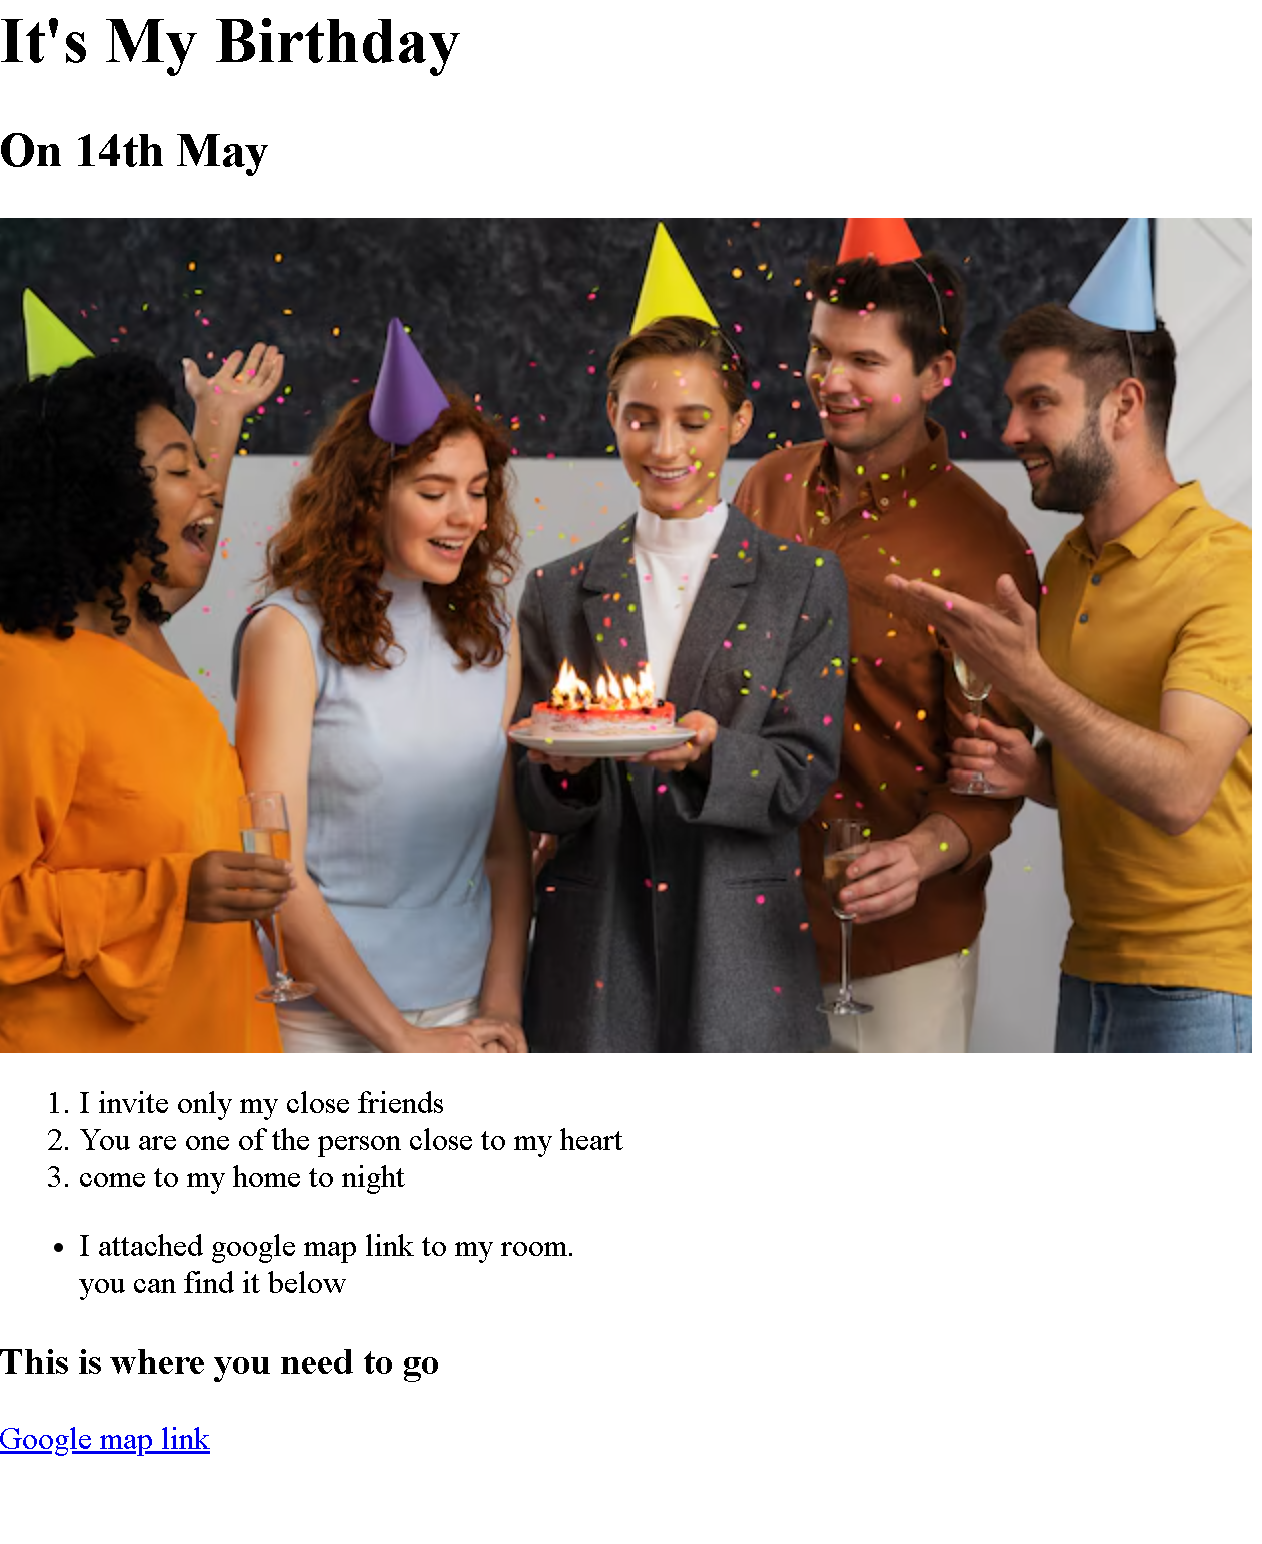 It's My Birthday
On 14th May
1. I invite only my close friends
2. You are one of the person close to my heart
3. come to my home to night
• I attached google map link to my room.
you can find it below
This is where you need to go
Google map link